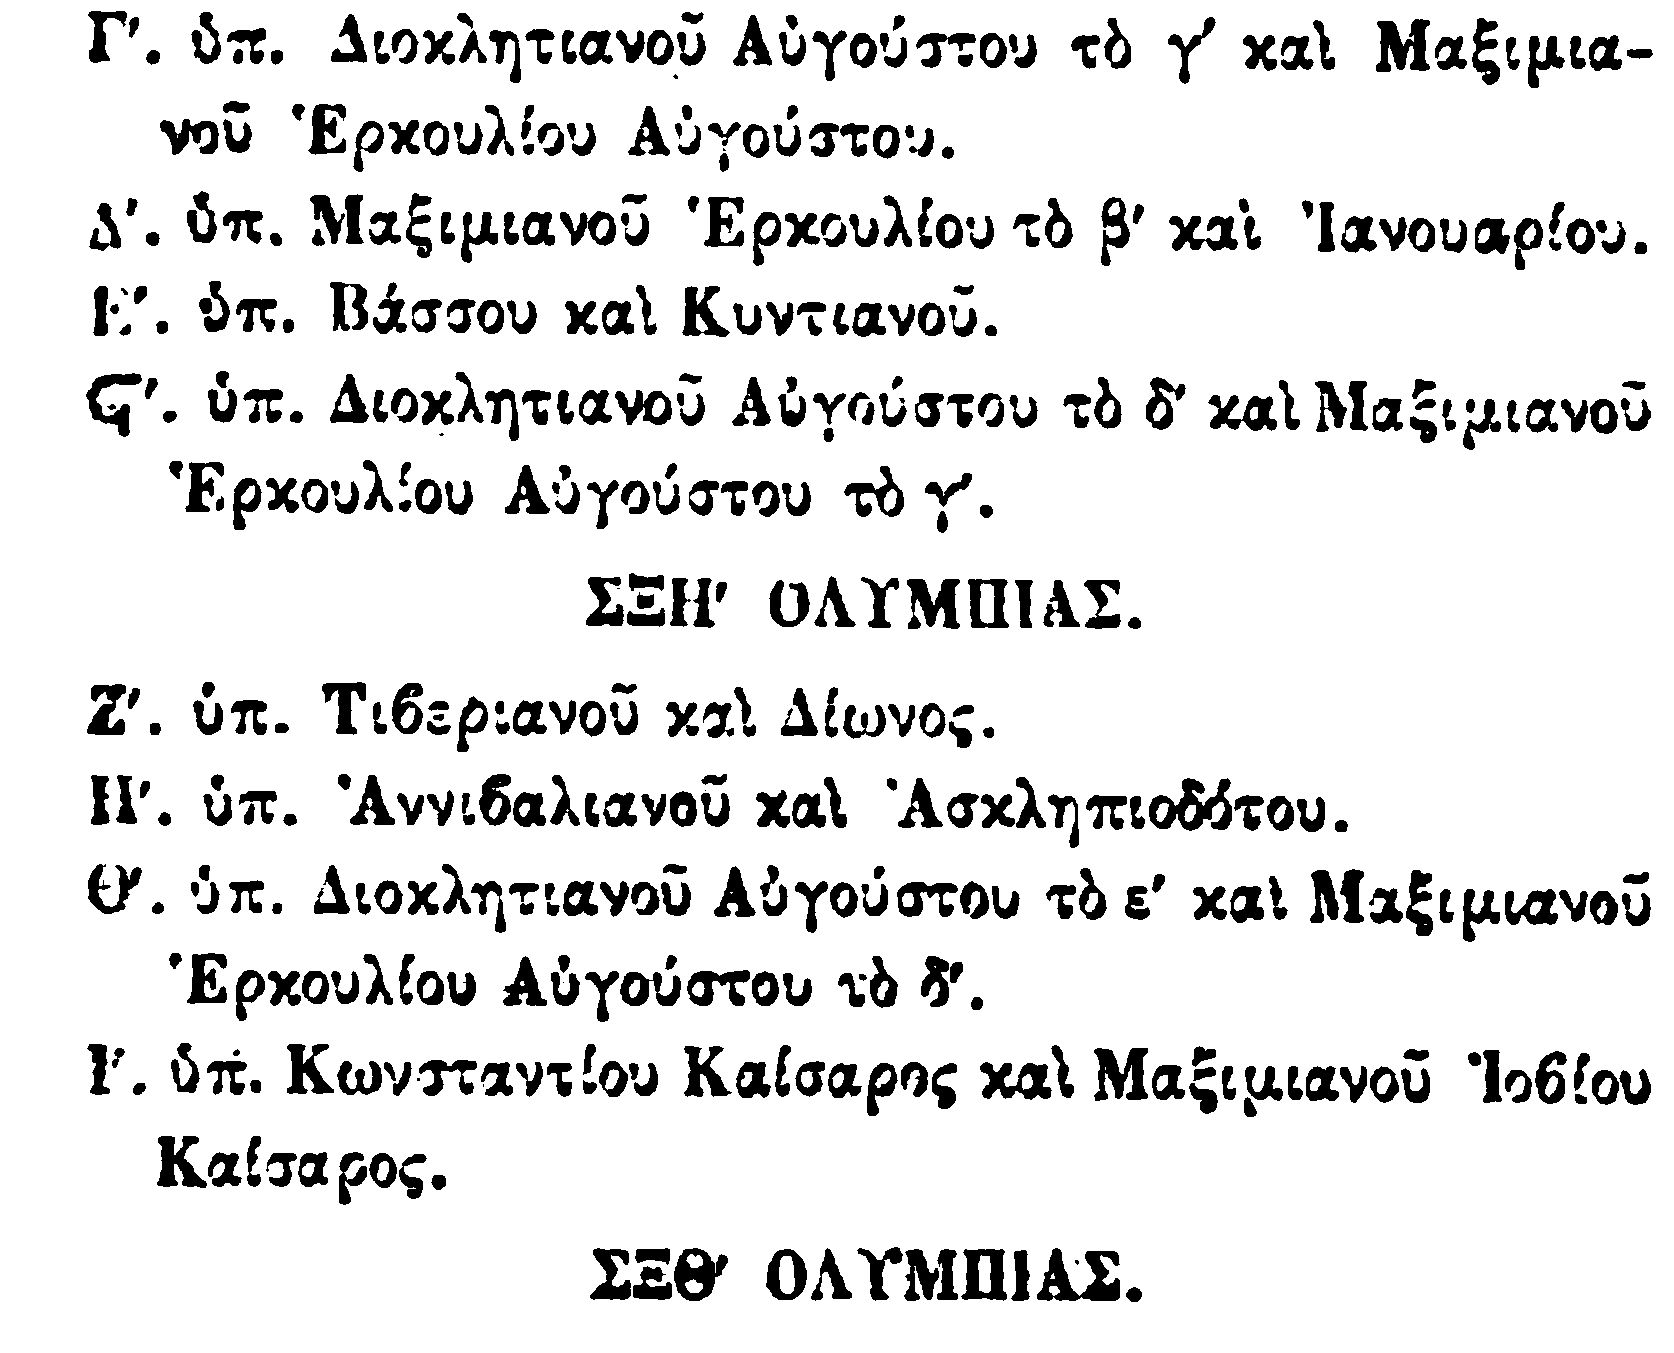 Γ′. ὑπ. Διοκλητιανοῦ Αὐγούστου τὸ γ′ καὶ Μαξιμια-
νοῦ Ἑρκουλίου Αὐγούστου.
Δ′. ὑπ. Μαξιμιανοῦ Ἑρκουλίου τὸ β′ καὶ Ἰανουαρίου.
Ε′. ὑπ. Βάσσου καὶ Κυντιανοῦ.
Ϛ′. ὑπ. Διοκλητιανοῦ Αὐγούστου τὸ δ′ καὶ Μαξιμιανοῦ
Ἑρκουλίου Αὐγούστου τὸ γ′.
ΣΞΗ′ ΟΛΥΜΠΙΑΣ.
Ζ′. ὑπ. Τιϐεριανοῦ καὶ Δίωνος.
Η′. ὑπ. Ἀννιϐαλιανοῦ καὶ Ἀσκληπιοδότου.
Θ′. ὑπ. Διοκλητιανοῦ Αὐγούστου τὸ ε′ καὶ Μαξιμιανοῦ
Ἑρκουλίου Αὐγούστου τὸ δ′.
Ι′. ὑπ. Κωνσταντίου Καίσαρος καὶ Μαξιμιανοῦ Ἰοϐίου
Καίσαρος.
ΣΞΘ′ ΟΛΥΜΠΙΑΣ.